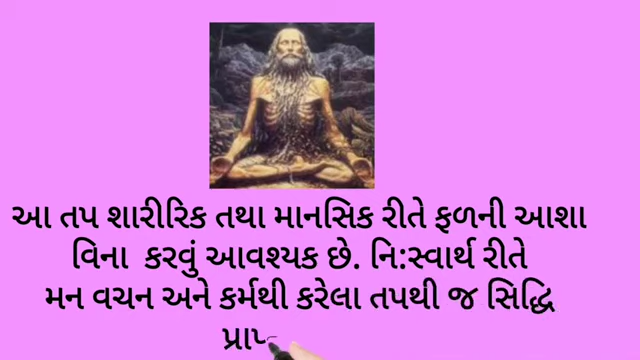 આ તપ શારીરિક તથા માનસિક રીતે ફળની આશા
વિના કરવું આવશ્યક છે. નિ:સ્વાર્થ રીતે
મન વચન અને કર્મથી કરેલા તપથી જ સિદ્ધિ